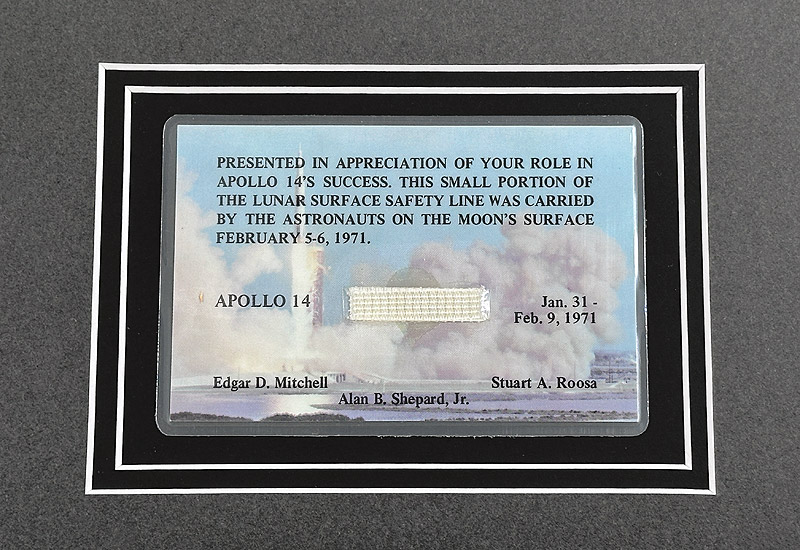 PRESENTED IN APPRECIATION OF YOUR ROLE IN
APOLLO 14'S SUCCESS. THIS SMALL PORTION OF
THE LUNAR SURFACE SAFETY LINE WAS CARRIED
BY THE ASTRONAUTS ON THE MOON'S SURFACE
FEBRUARY 5-6, 1971.
APOLLO 14
Jan. 31 -
Feb. 9, 1971
Edgar D. Mitchell
Stuart A. Roosa
Alan B. Shepard, Jr.